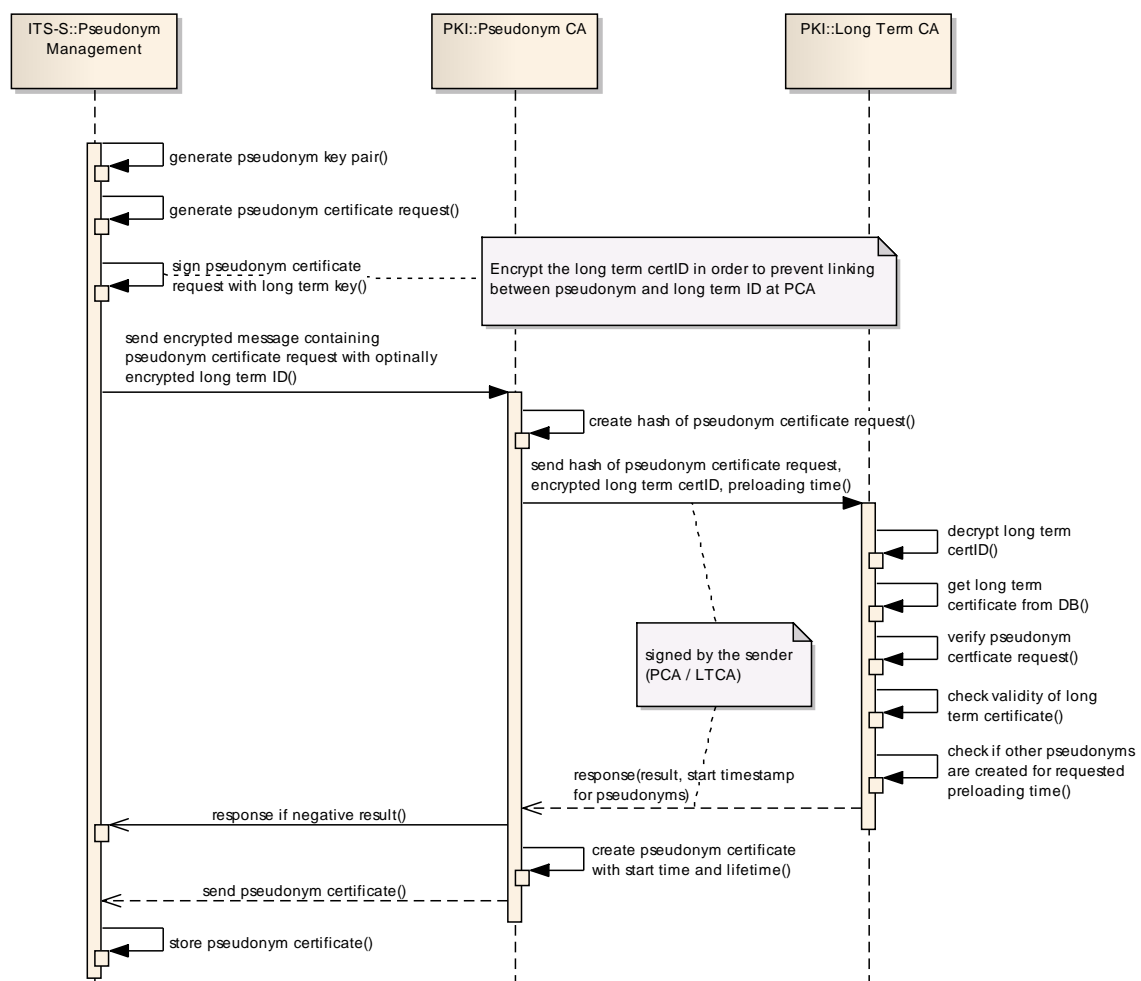 ITS-S::Pseudonym
Management
PKI::Pseudonym CA
PKI::Long Term CA
generate pseudonym key pair()
generate pseudonym certificate request()
sign pseudonym certificate
request with long term key()
Encrypt the long term certID in order to prevent linking
between pseudonym and long term ID at PCA
send encrypted message containing
pseudonym certificate request with optinally
encrypted long term ID()
create hash of pseudonym certificate request()
send hash of pseudonym certificate request,
encrypted long term certID, preloading time()
decrypt long term
certID()
get long term
certificate from DB()
verify pseudonym
certficate request()
signed by the sender
(PCA / LTCA)
check validity of long
term certificate()
check if other pseudonyms
are created for requested
preloading time()
response(result, start timestamp
for pseudonyms)
response if negative result()
create pseudonym certificate
with start time and lifetime()
send pseudonym certificate()
store pseudonym certificate()